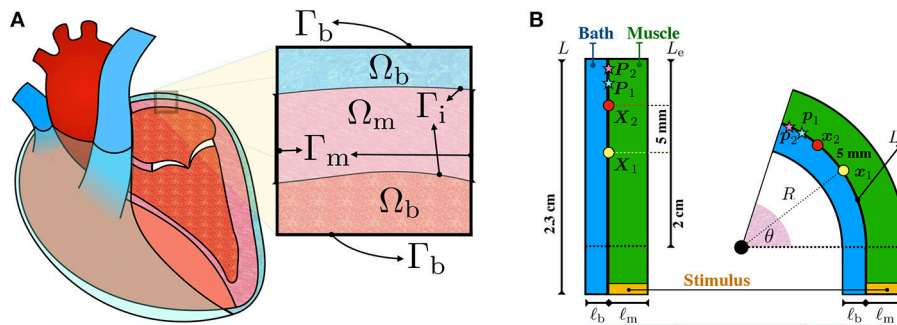 A
Γb
Ωb
Ωm
Γi
Γm
Ωb
Γb
B
Bath
Muscle
L
Le
P2
P1
X2
X1
5 mm
2.3 cm
2 cm
p1
p2
x2
5 mm
x1
L
R
θ
Stimulus
ℓb
ℓm
ℓb
ℓm